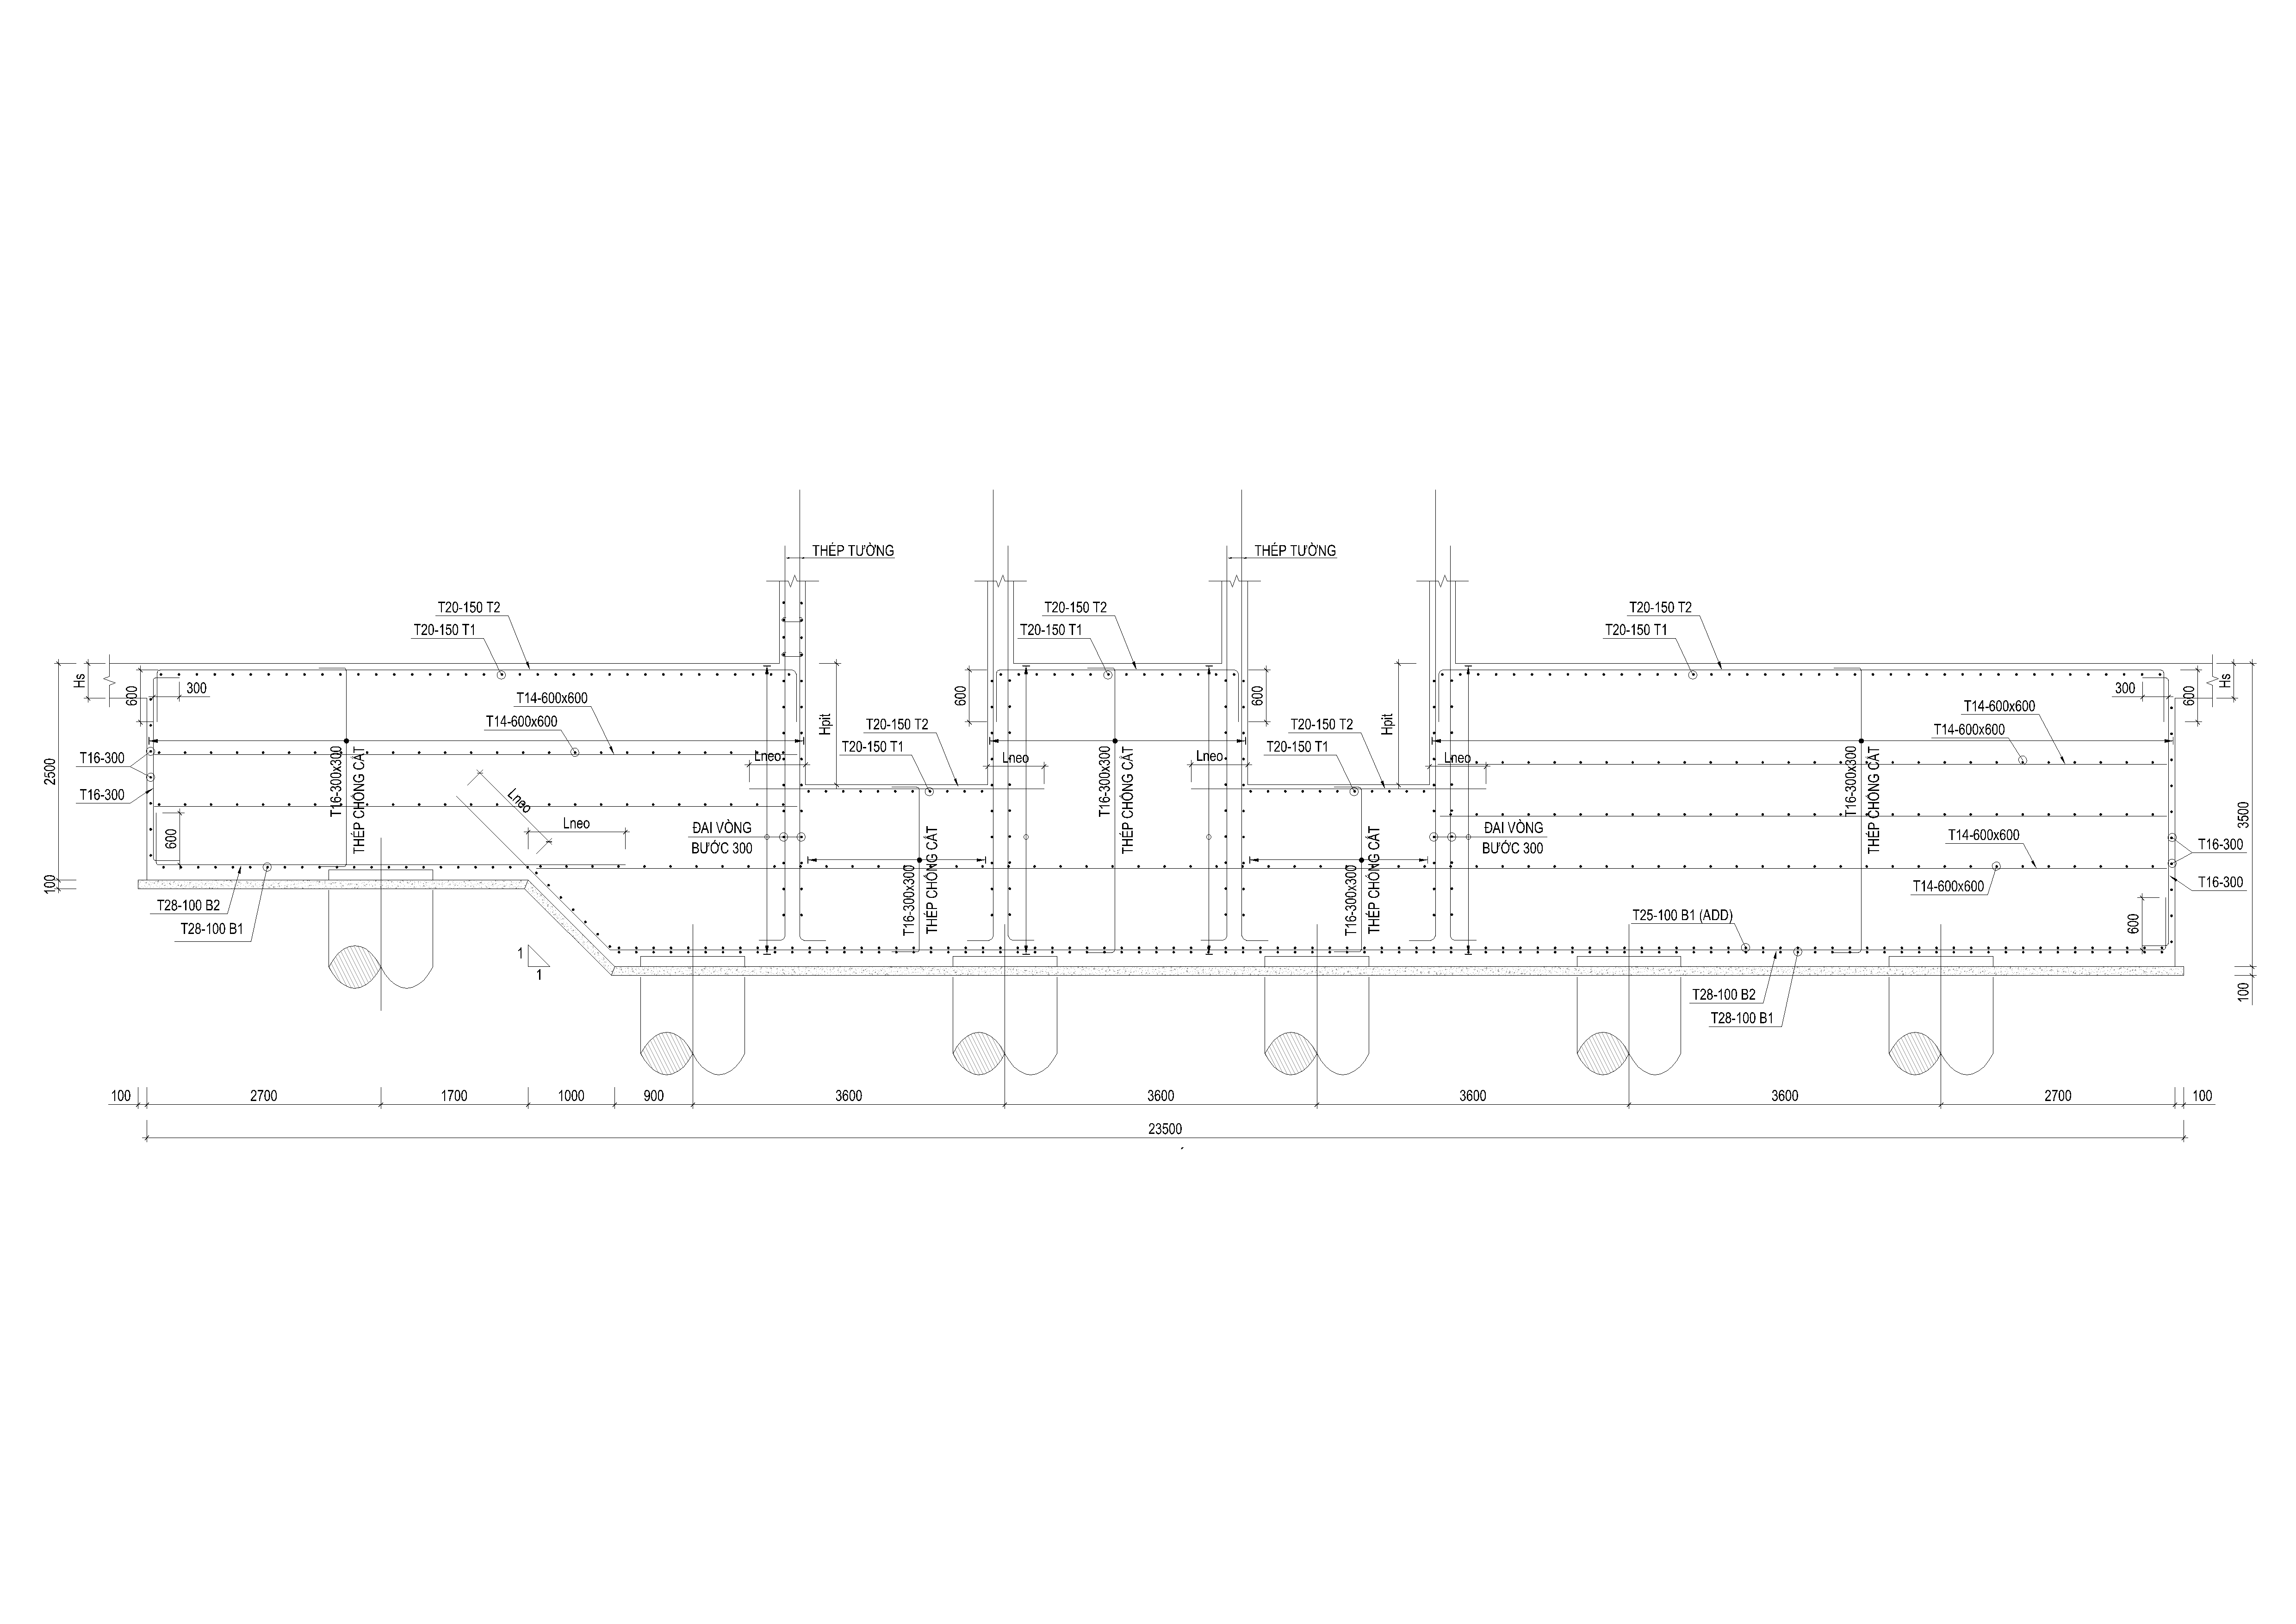 THÉP TƯỜNG
THÉP TƯỜNG
T20-150 T2
T20-150 T1
T20-150 T2
T20-150 T1
T20-150 T2
T20-150 T1
Hs
600
300
T14-600x600
T14-600x600
T16-300
T16-300
2500
100
600
T16-300x300
THÉP CHỐNG CẮT
Lneo
Lneo
T28-100 B2
T28-100 B1
1
1
ĐAI VÒNG
BƯỚC 300
Lneo
Hpit
T20-150 T2
T20-150 T1
T16-300x300
THÉP CHỐNG CẮT
600
Lneo
T16-300x300
THÉP CHỐNG CẮT
600
Lneo
T20-150 T2
T20-150 T1
Hpit
T16-300x300
THÉP CHỐNG CẮT
Lneo
ĐAI VÒNG
BƯỚC 300
T16-300x300
THÉP CHỐNG CẮT
T14-600x600
T14-600x600
T14-600x600
T14-600x600
300
600
Hs
3500
100
T16-300
T16-300
600
T25-100 B1 (ADD)
T28-100 B2
T28-100 B1
100
2700
1700
1000
900
3600
3600
3600
3600
2700
100
23500